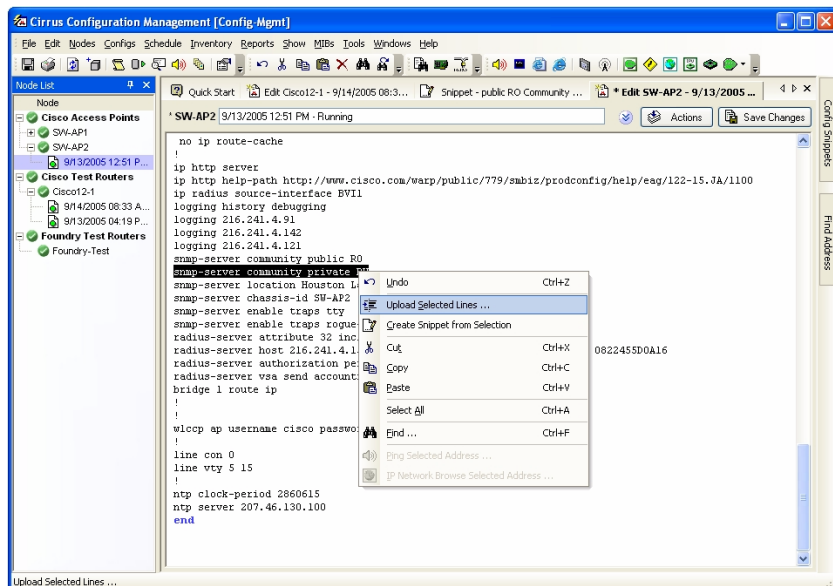 Cirrus Configuration Management [Config-Mgmt]
File Edit Nodes Configs Schedule Inventory Reports Show MIBs Tools Windows Help
Node List
Node
Cisco Access Points
SW-AP1
SW-AP2
9/13/2005 12:51 P...
Cisco Test Routers
Cisco12-1
9/14/2005 08:33 A...
9/13/2005 04:19 P...
Foundry Test Routers
Foundry-Test
Quick Start
Edit Cisco12-1 - 9/14/2005 08:3...
Snippet - public RO Community ...
* Edit SW-AP2 - 9/13/2005 ...
* SW-AP2 9/13/2005 12:51 PM - Running
Actions
Save Changes
no ip route-cache
!
ip http server
ip http help-path http://www.cisco.com/warp/public/779/smbiz/prodconfig/help/eag/122-15.JA/1100
ip radius source-interface BVI1
logging history debugging
logging 216.241.4.91
logging 216.241.4.142
logging 216.241.4.121
snmp-server community public RO
snmp-server community private
snmp-server location Houston
snmp-server chassis-id SW-AP2
snmp-server enable traps tty
snmp-server enable traps rogue
radius-server attribute 32 inc
radius-server host 216.241.4.1 0822455D0A16
radius-server authorization pe
radius-server vsa send account
bridge 1 route ip
!
!
wlccp ap username cisco passwo
!
line con 0
line vty 5 15
!
ntp clock-period 2860615
ntp server 207.46.130.100
end
Undo Ctrl+Z
Upload Selected Lines ...
Create Snippet from Selection
Cut Ctrl+X
Copy Ctrl+C
Paste Ctrl+V
Select All Ctrl+A
Find ... Ctrl+F
Ping Selected Address ...
IP Network Browse Selected Address ...
Config Snippets
Find Address
Upload Selected Lines ...